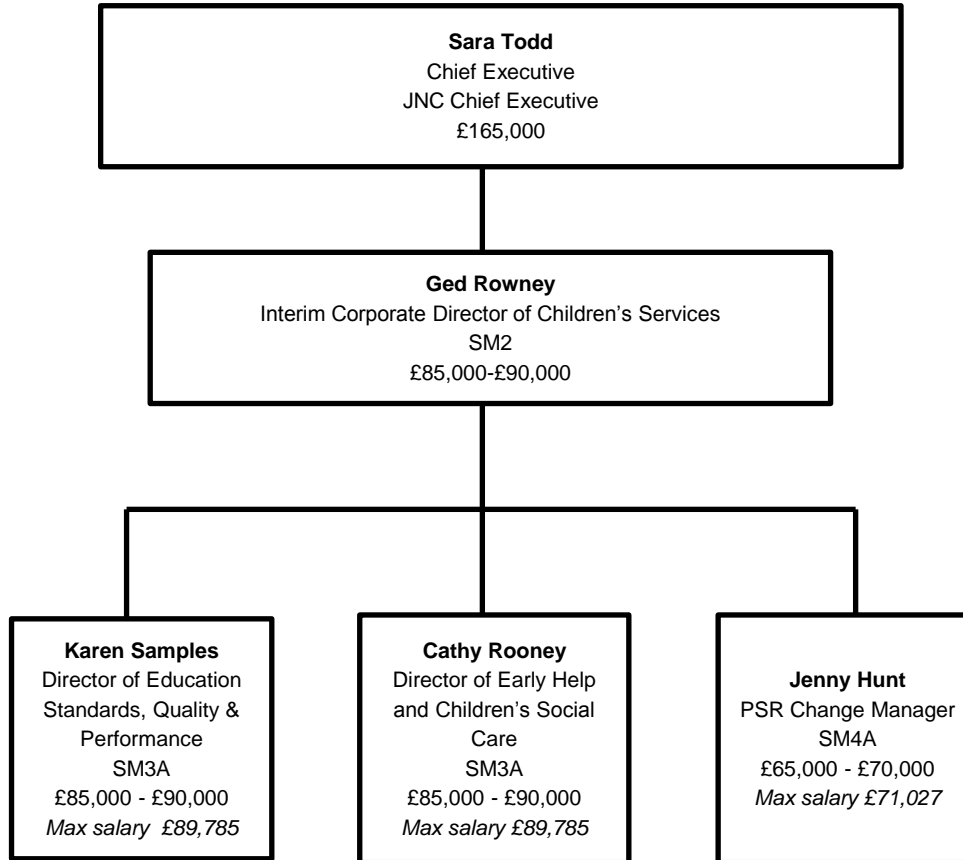 Sara Todd
Chief Executive
JNC Chief Executive
£165,000
Ged Rowney
Interim Corporate Director of Children’s Services
SM2
£85,000-£90,000
Karen Samples
Director of Education
Standards, Quality &
Performance
SM3A
£85,000 - £90,000
Max salary £89,785
Cathy Rooney
Director of Early Help
and Children’s Social
Care
SM3A
£85,000 - £90,000
Max salary £89,785
Jenny Hunt
PSR Change Manager
SM4A
£65,000 - £70,000
Max salary £71,027